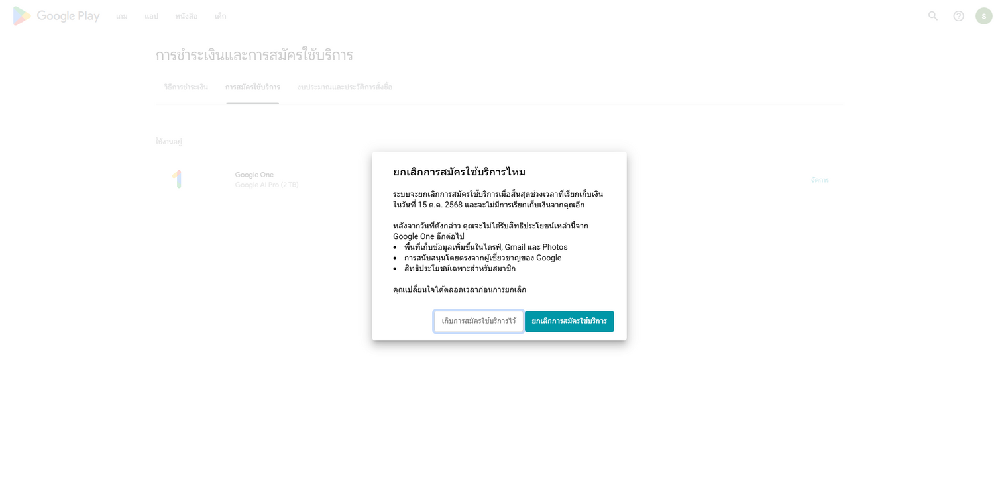 Google Play เกม แอป หนังสือ เด็ก S
การชำระเงินและการสมัครใช้บริการ
วิธีการชำระเงิน การสมัครใช้บริการ งบประมาณและประวัติการสั่งซื้อ
ใช้งานอยู่
Google One
Google AI Pro (2 TB)
จัดการ
ยกเลิกการสมัครใช้บริการไหม
ระบบจะยกเลิกการสมัครใช้บริการเมื่อสิ้นสุดช่วงเวลาที่เรียกเก็บเงิน
ในวันที่ 15 ต.ค. 2568 และจะไม่มีการเรียกเก็บเงินจากคุณอีก
หลังจากวันที่ดังกล่าว คุณจะไม่ได้รับสิทธิประโยชน์เหล่านี้จาก
Google One อีกต่อไป
• พื้นที่เก็บข้อมูลเพิ่มขึ้นในไดรฟ์, Gmail และ Photos
• การสนับสนุนโดยตรงจากผู้เชี่ยวชาญของ Google
• สิทธิประโยชน์เฉพาะสำหรับสมาชิก
คุณเปลี่ยนใจได้ตลอดเวลาก่อนการยกเลิก
เก็บการสมัครใช้บริการไว้ ยกเลิกการสมัครใช้บริการ